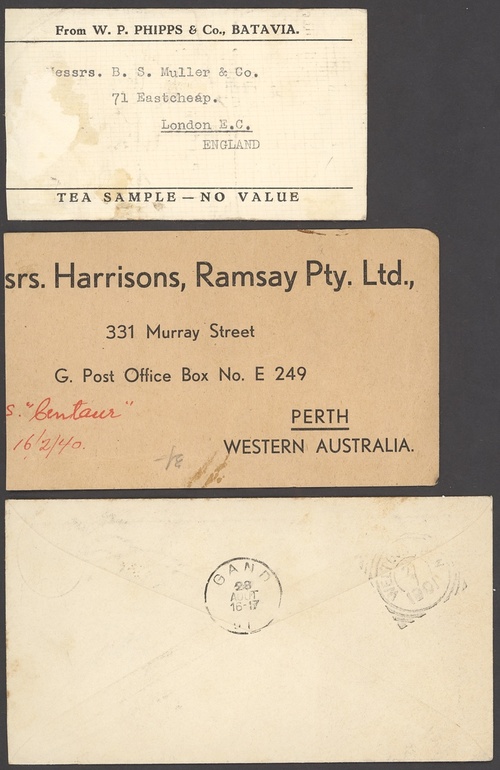 From W. P. PHIPPS & Co., BATAVIA.
Messrs. B. S. Muller & Co.
71 Eastcheap.
London E.C.
ENGLAND
TEA SAMPLE — NO VALUE
srs. Harrisons, Ramsay Pty. Ltd.,
331 Murray Street
G. Post Office Box No. E 249
s. "Centaur"
PERTH
16/2/40.
WESTERN AUSTRALIA.
GAND
28
AOUT
16-17